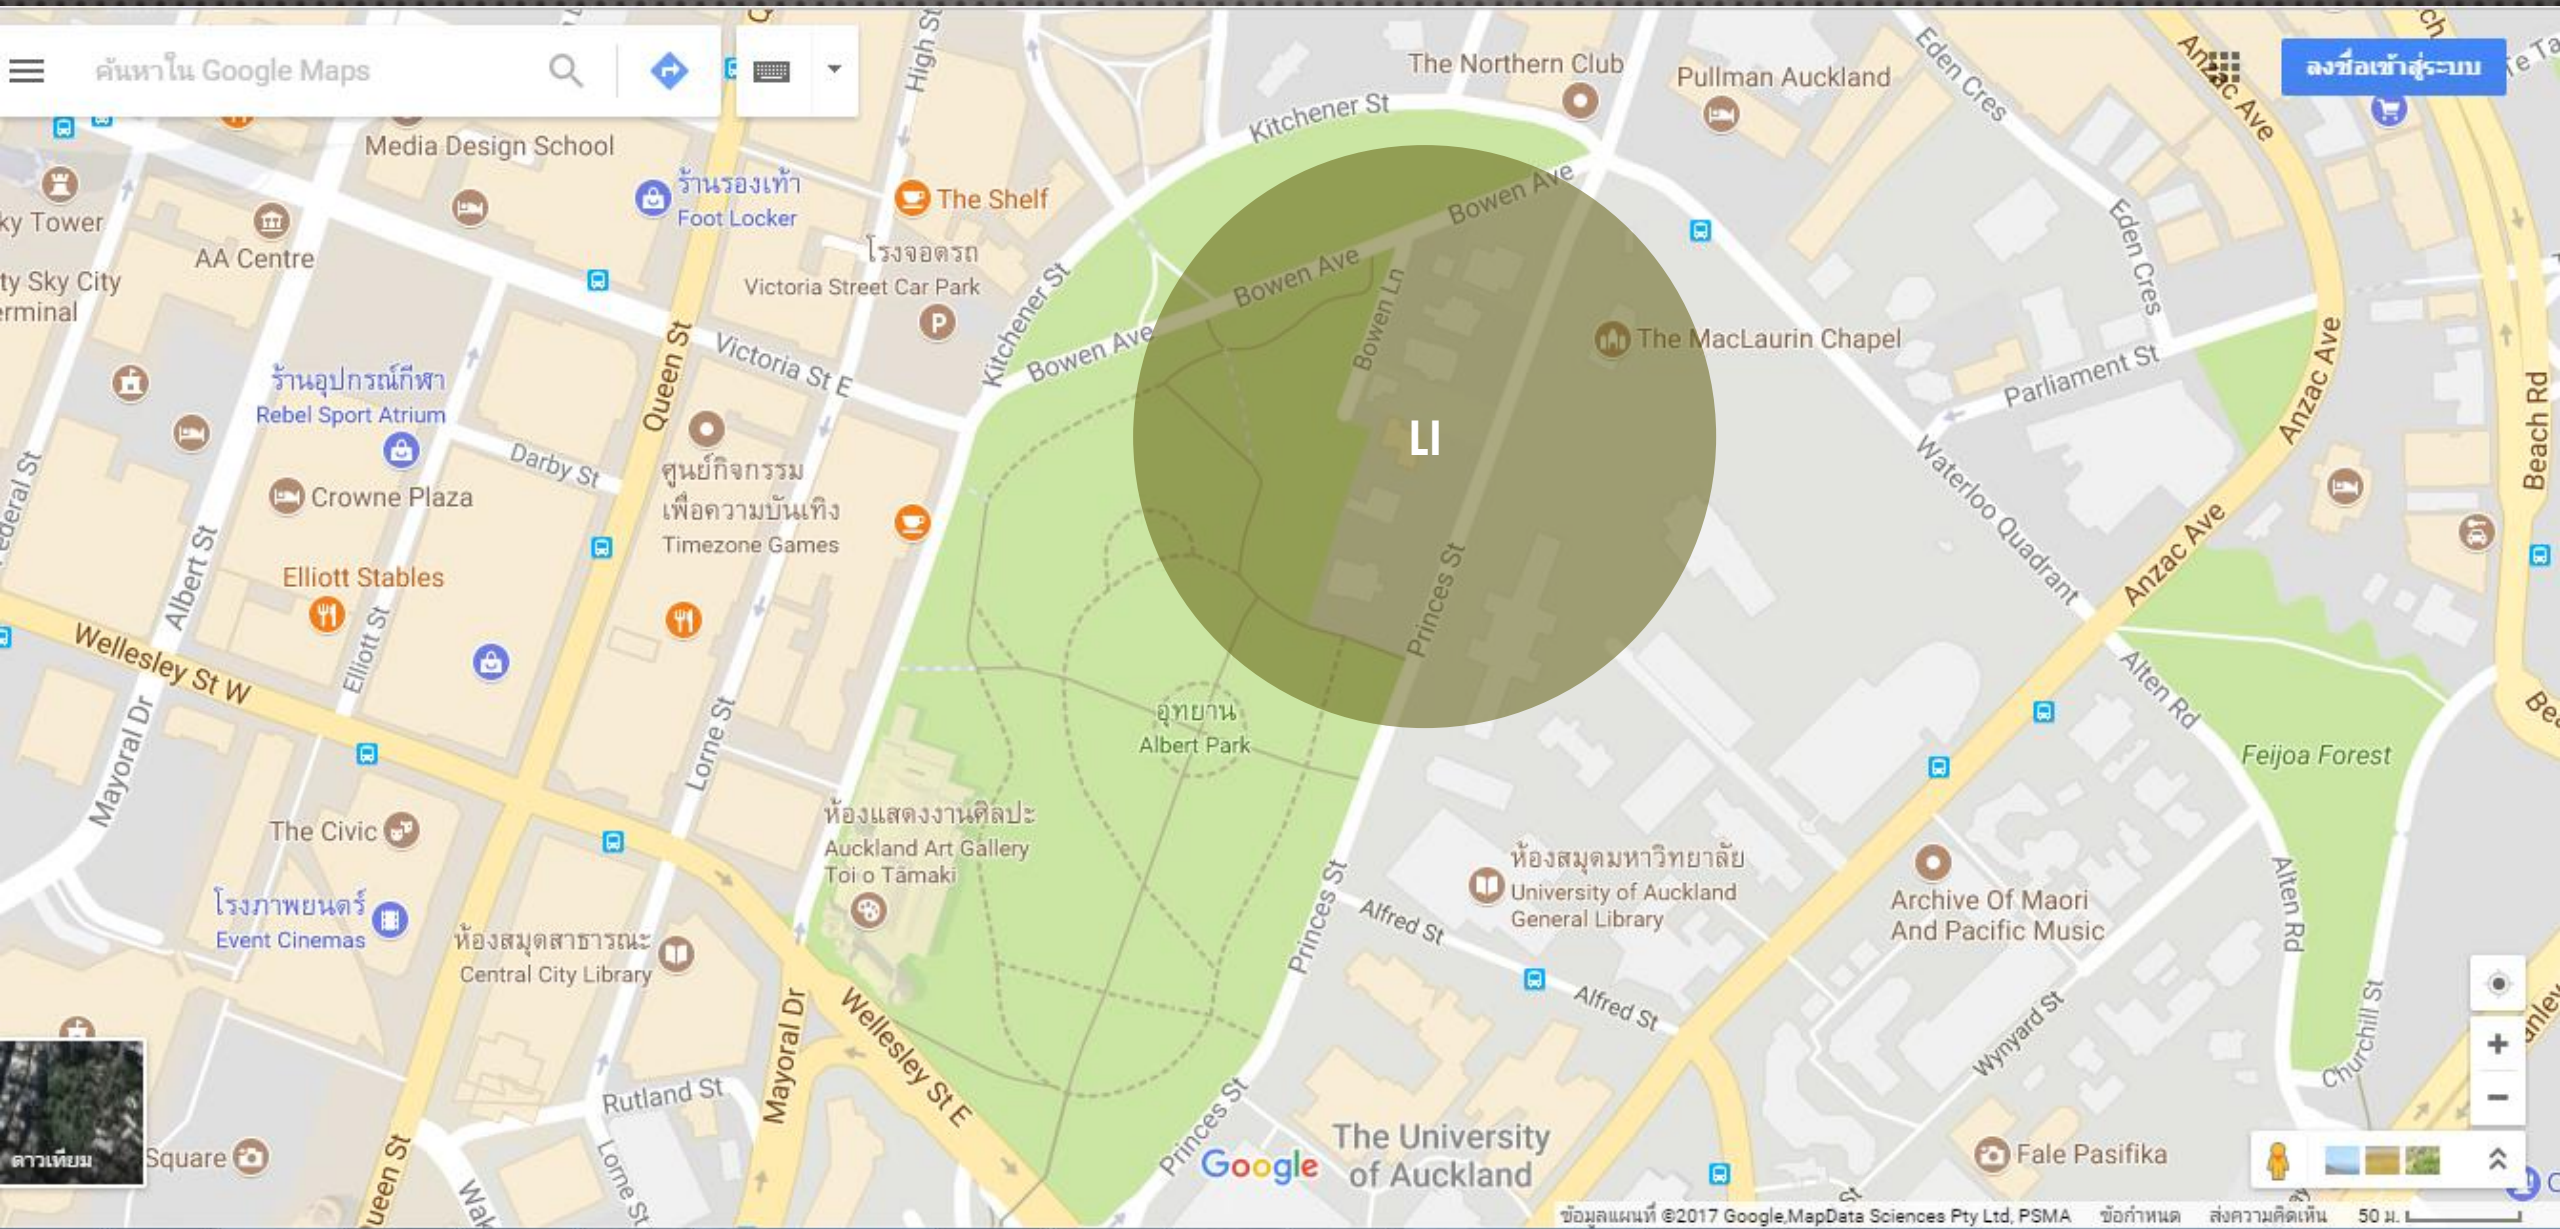 ค้นหาใน Google Maps
High St
The Northern Club
Pullman Auckland
Eden Cres
Anzac Ave
ลงชื่อเข้าสู่ระบบ
Kitchener St
Media Design School
ร้านรองเท้า
Foot Locker
The Shelf
Bowen Ave
AA Centre
โรงจอดรถ
Victoria Street Car Park
P
Kitchener St
Bowen Ave
Bowen Ave
Bowen Ln
Eden Cres
The MacLaurin Chapel
Parliament St
Anzac Ave
Beach Rd
Queen St
Victoria St E
ร้านอุปกรณ์กีฬา
Rebel Sport Atrium
Darby St
ศูนย์กิจกรรม
เพื่อความบันเทิง
Timezone Games
LI
Crowne Plaza
Waterloo Quadrant
Anzac Ave
Albert St
Elliott Stables
Elliott St
Princes St
Wellesley St W
Mayoral Dr
Lorne St
อุทยาน
Albert Park
Alten Rd
Feijoa Forest
The Civic
ห้องแสดงงานศิลปะ
Auckland Art Gallery
Toi o Tāmaki
ห้องสมุดมหาวิทยาลัย
University of Auckland
General Library
Archive Of Maori
And Pacific Music
Princes St
Alfred St
Alten Rd
โรงภาพยนตร์
Event Cinemas
ห้องสมุดสาธารณะ
Central City Library
Alfred St
Wynyard St
Churchill St
Mayoral Dr
Wellesley St E
Rutland St
Princes St
Lorne St
ดาวเทียม
Square
Queen St
Google
The University
of Auckland
Fale Pasifika
ข้อมูลแผนที่ ©2017 Google,MapData Sciences Pty Ltd, PSMA ข้อกำหนด ส่งความคิดเห็น 50 ม.